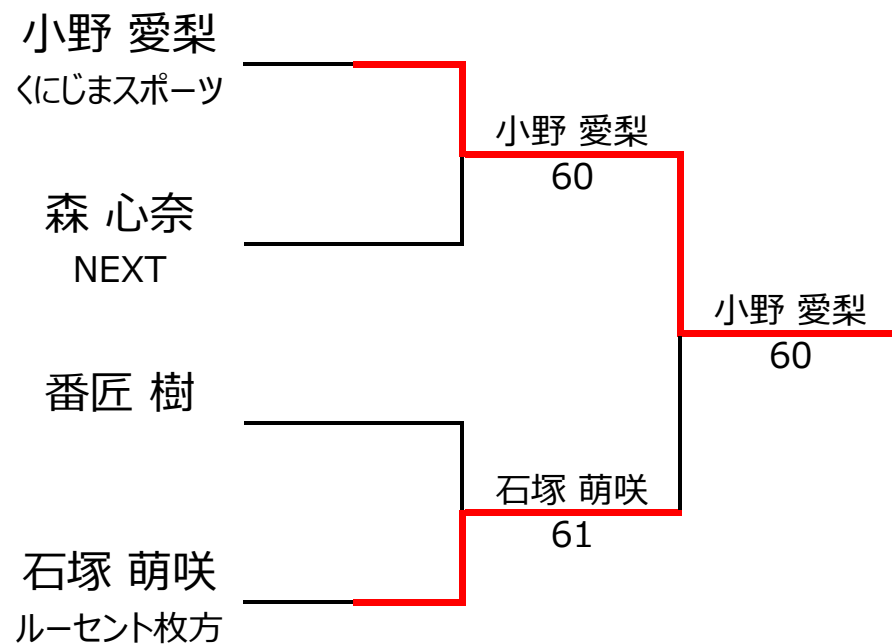 小野 愛梨
くにじまスポーツ
森 心奈
NEXT
番匠 樹
石塚 萌咲
ルーセント枚方
小野 愛梨
60
石塚 萌咲
61
小野 愛梨
60